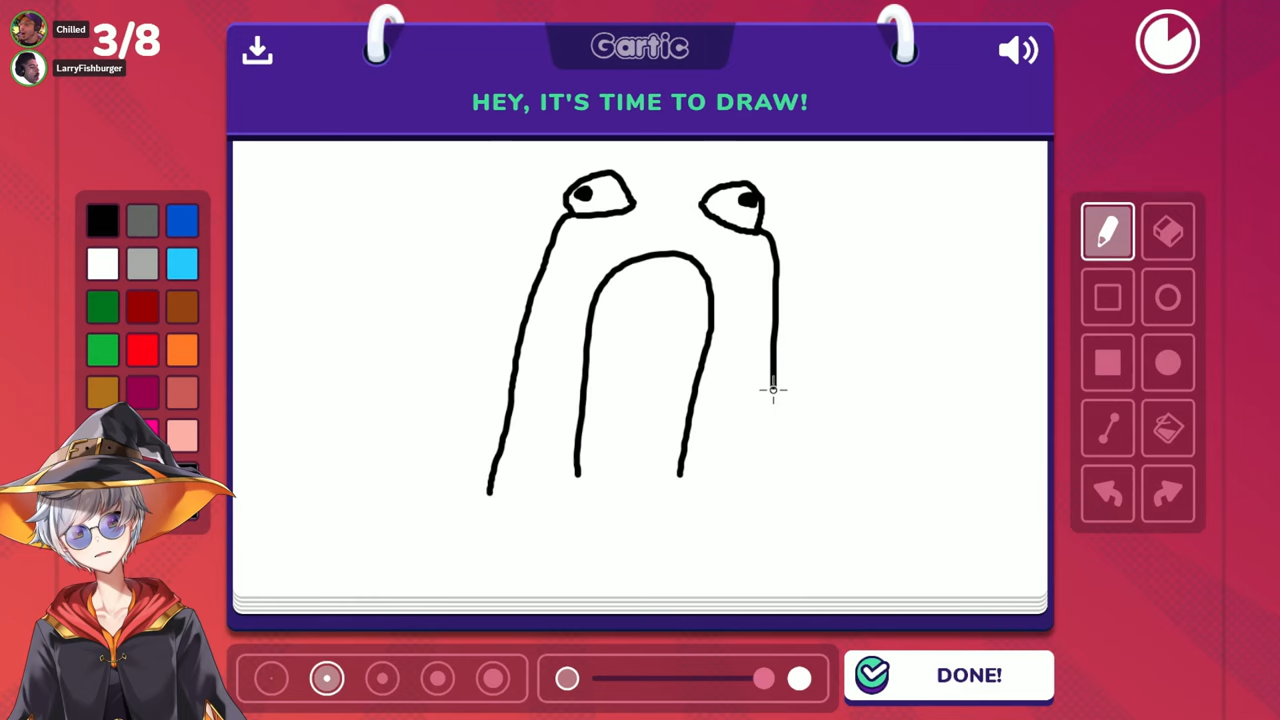 Chilled
3/8
LarryFishburger
Gartic
HEY, IT'S TIME TO DRAW!
DONE!